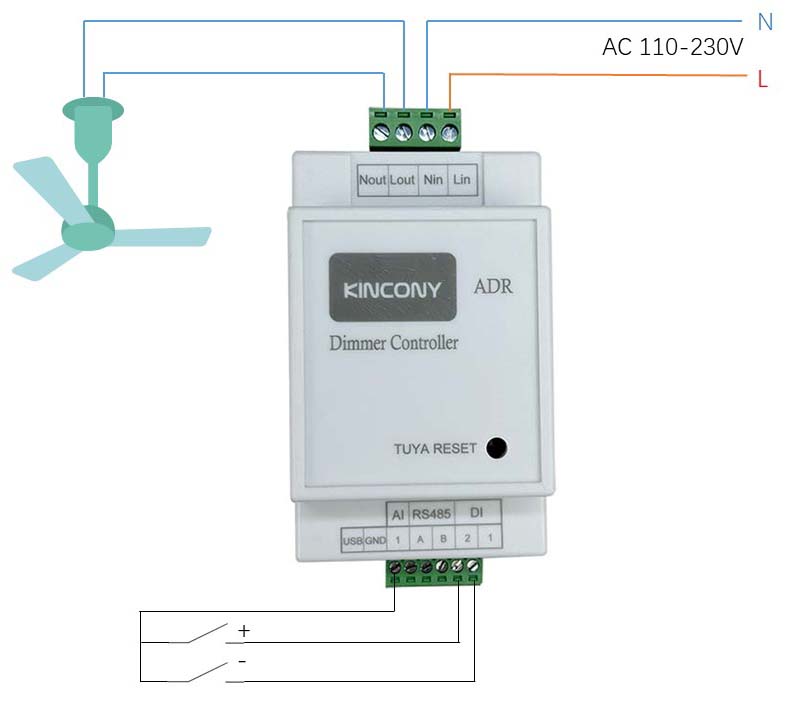 N
AC 110-230V
L
Nout Lout Nin Lin
KINCONY
ADR
Dimmer Controller
TUYA RESET
AI RS485 DI
USB GND 1 A B 2 1
+
-